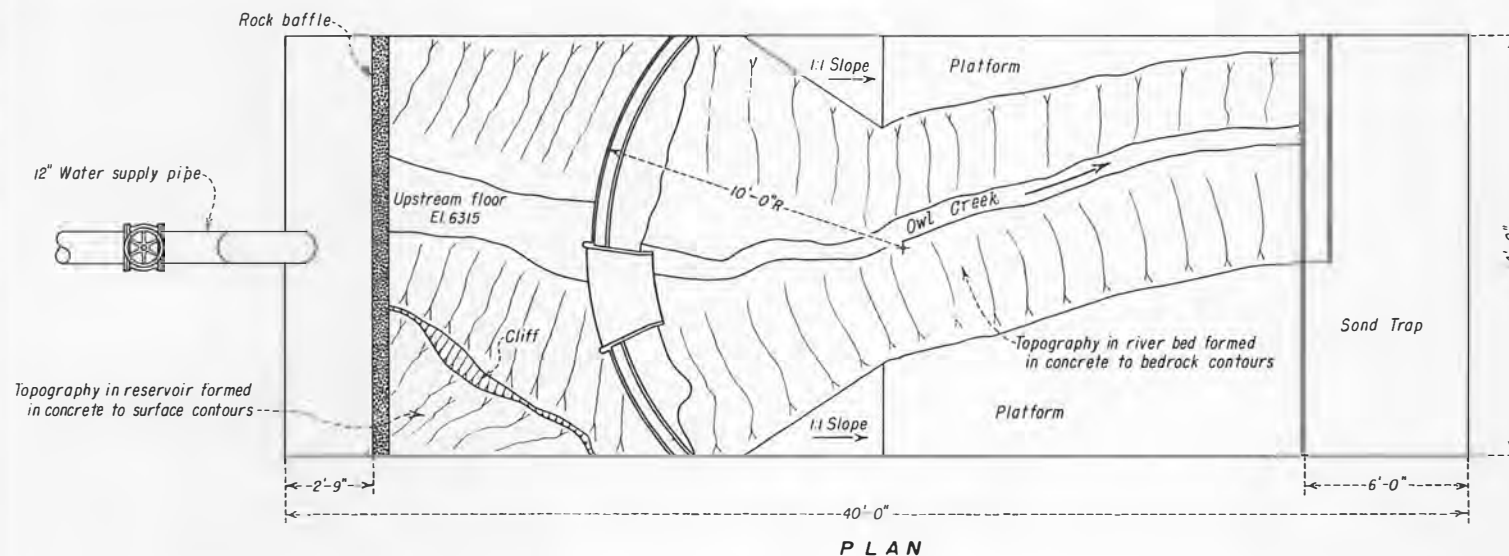 Rock baffle
1:1 Slope
Platform
12" Water supply pipe
10'-0"R
Upstream floor
El. 6315
Owl Creek
Cliff
Sond Trap
Topography in river bed formed
in concrete to bedrock contours
Topography in reservoir formed
in concrete to surface contours
Platform
1:1 Slope
2'-9"
6'-0"
40'-0"
PLAN